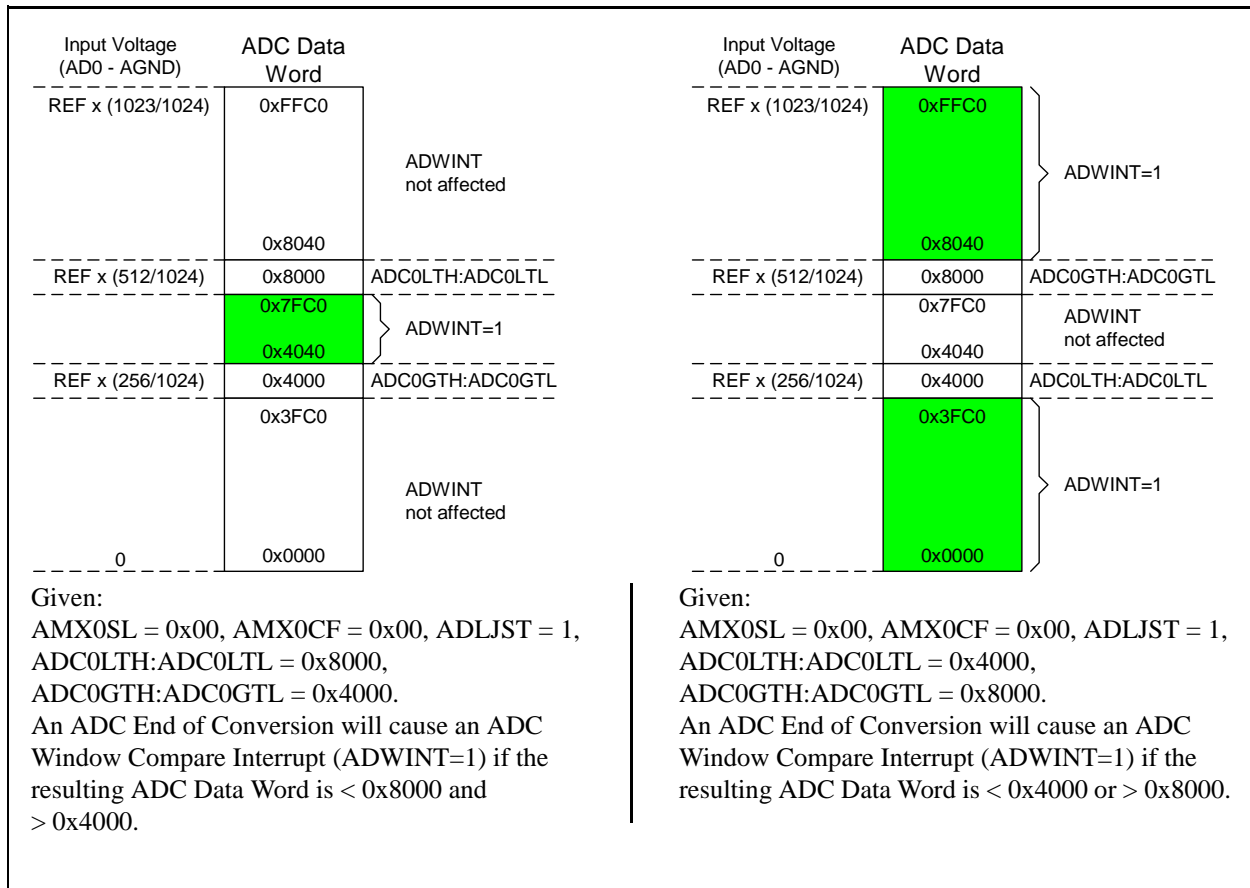 Input Voltage
(AD0 - AGND)
ADC Data
Word
REF x (1023/1024)
0xFFC0
ADWINT
not affected
0x8040
REF x (512/1024)
0x8000
ADC0LTH:ADC0LTL
0x7FC0
ADWINT=1
0x4040
REF x (256/1024)
0x4000
ADC0GTH:ADC0GTL
0x3FC0
ADWINT
not affected
0
0x0000
Given:
AMX0SL = 0x00, AMX0CF = 0x00, ADLJST = 1,
ADC0LTH:ADC0LTL = 0x8000,
ADC0GTH:ADC0GTL = 0x4000.
An ADC End of Conversion will cause an ADC
Window Compare Interrupt (ADWINT=1) if the
resulting ADC Data Word is < 0x8000 and
> 0x4000.
Input Voltage
(AD0 - AGND)
ADC Data
Word
REF x (1023/1024)
0xFFC0
ADWINT=1
0x8040
REF x (512/1024)
0x8000
ADC0GTH:ADC0GTL
0x7FC0
ADWINT
not affected
0x4040
REF x (256/1024)
0x4000
ADC0LTH:ADC0LTL
0x3FC0
ADWINT=1
0
0x0000
Given:
AMX0SL = 0x00, AMX0CF = 0x00, ADLJST = 1,
ADC0LTH:ADC0LTL = 0x4000,
ADC0GTH:ADC0GTL = 0x8000.
An ADC End of Conversion will cause an ADC
Window Compare Interrupt (ADWINT=1) if the
resulting ADC Data Word is < 0x4000 or > 0x8000.